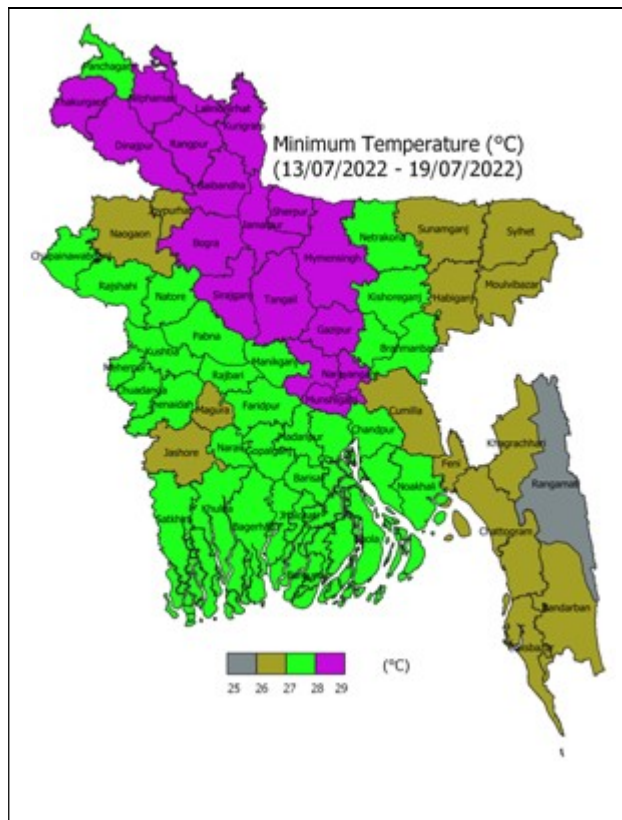 Panchagarh
Thakurgaon
Nilphamari
Lalmonirhat
Kurigram
Dinajpur
Rangpur
Minimum Temperature (°C)
(13/07/2022 - 19/07/2022)
Gaibandha
Joypurhat
Sherpur
Naogaon
Jamalpur
Netrakona
Sunamganj
Sylhet
Bogra
Mymonsingh
Chapainawabganj
Rajshahi
Natore
Sirajganj
Tangail
Kishoreganj
Habiganj
Moulvibazar
Pabna
Gazipur
Brahmanbaria
Kushtia
Meherpur
Manikganj
Narayanganj
Chuadanga
Rajbari
Jhenaidah
Magura
Faridpur
Munshiganj
Cumilla
Jashore
Narail
Gopalganj
Madaripur
Chandpur
Khagrachhari
Feni
Rangamati
Barisal
Noakhali
Satkhira
Khulna
Bagerhat
Jhalokati
Bhola
Chattogram
Bandarban
Coxsbazar
25 26 27 28 29
(°C)